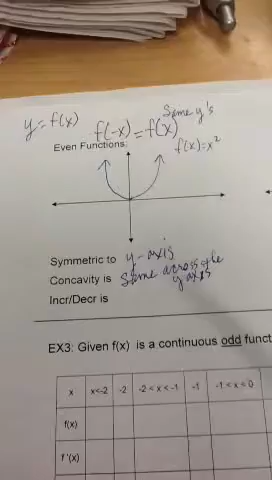 Same y's
y = f(x)
f(-x) = f(x)
f(x) = x²
Even Functions:
Symmetric to y-axis
Concavity is same across the
y axis
Incr/Decr is
EX3: Given f(x) is a continuous odd funct
x x<-2 -2 -2 < x < -1 -1 -1 < x < 0
f(x)
f '(x)